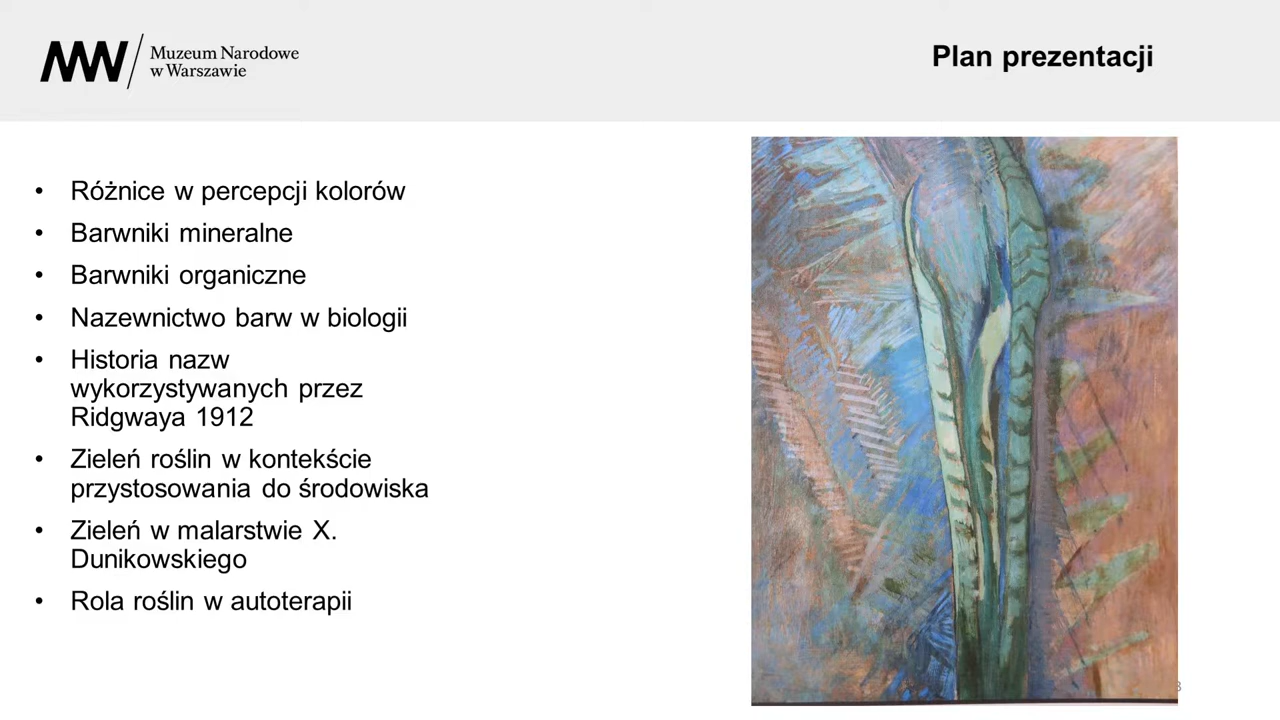 Muzeum Narodowe
w Warszawie
Plan prezentacji
• Różnice w percepcji kolorów
• Barwniki mineralne
• Barwniki organiczne
• Nazewnictwo barw w biologii
• Historia nazw
wykorzystywanych przez
Ridgwaya 1912
• Zieleń roślin w kontekście
przystosowania do środowiska
• Zieleń w malarstwie X.
Dunikowskiego
• Rola roślin w autoterapii